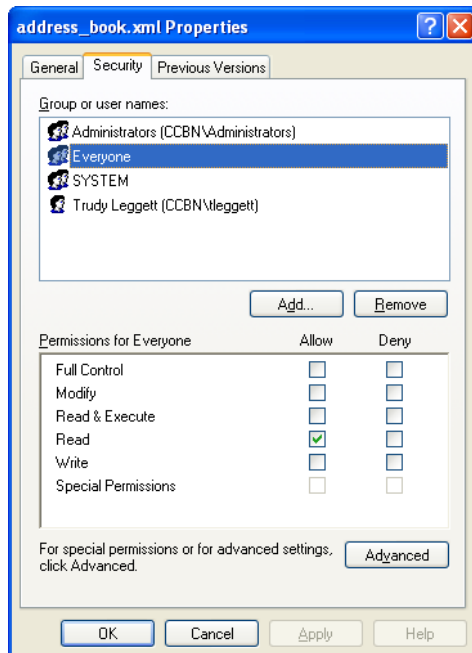 address_book.xml Properties
General Security Previous Versions
Group or user names:
Administrators (CCBN\Administrators)
Everyone
SYSTEM
Trudy Leggett (CCBN\tleggett)
Add... Remove
Permissions for Everyone Allow Deny
Full Control
Modify
Read & Execute
Read
Write
Special Permissions
For special permissions or for advanced settings,
click Advanced. Advanced
OK Cancel Apply Help